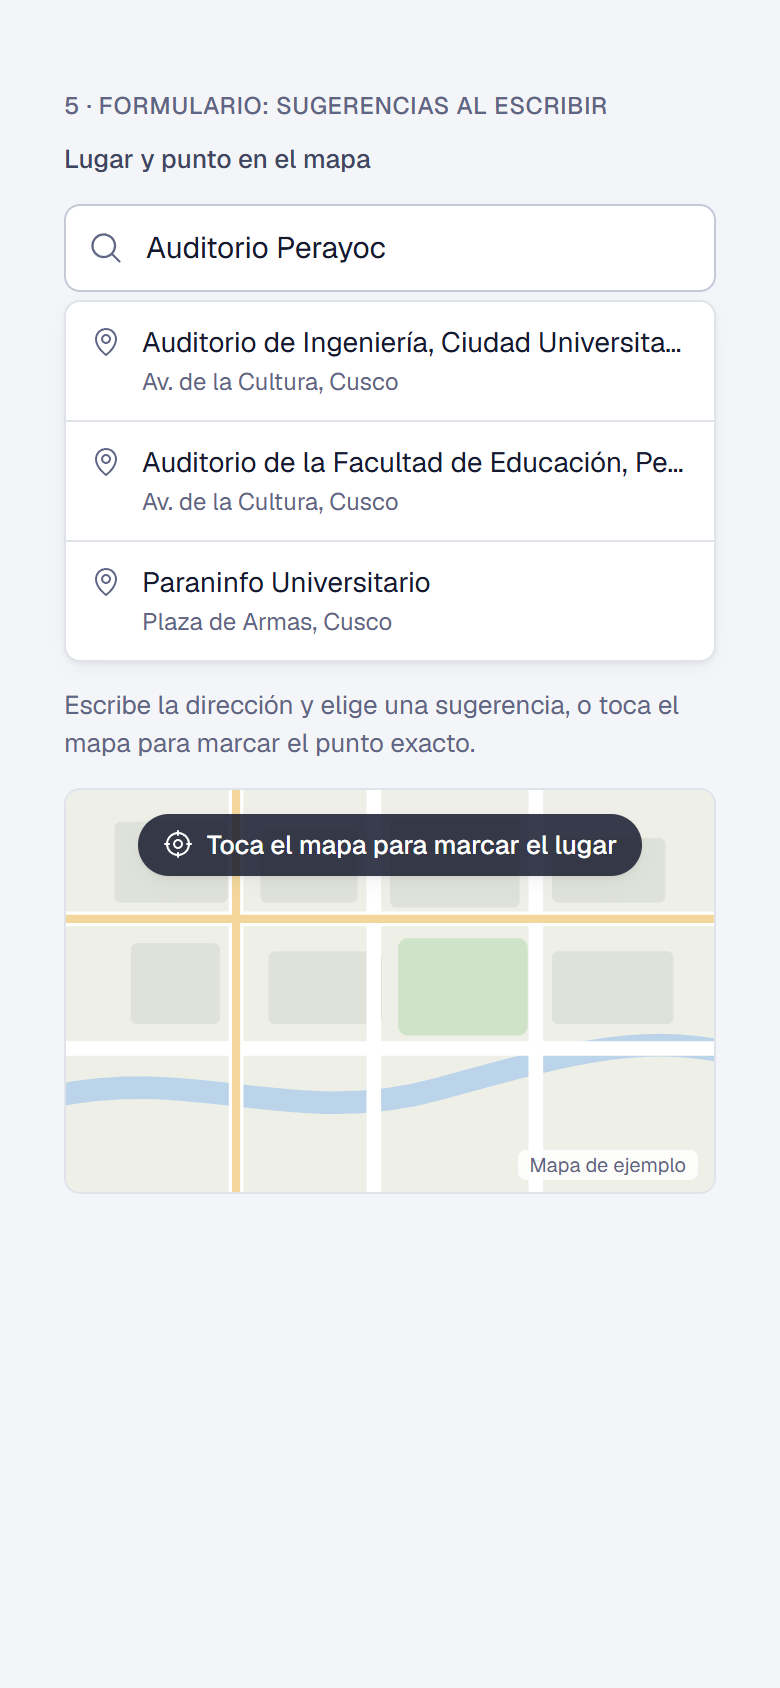 5 · FORMULARIO: SUGERENCIAS AL ESCRIBIR
Lugar y punto en el mapa
Auditorio Perayoc
Auditorio de Ingeniería, Ciudad Universita...
Av. de la Cultura, Cusco
Auditorio de la Facultad de Educación, Pe...
Av. de la Cultura, Cusco
Paraninfo Universitario
Plaza de Armas, Cusco
Escribe la dirección y elige una sugerencia, o toca el
mapa para marcar el punto exacto.
Toca el mapa para marcar el lugar
Mapa de ejemplo